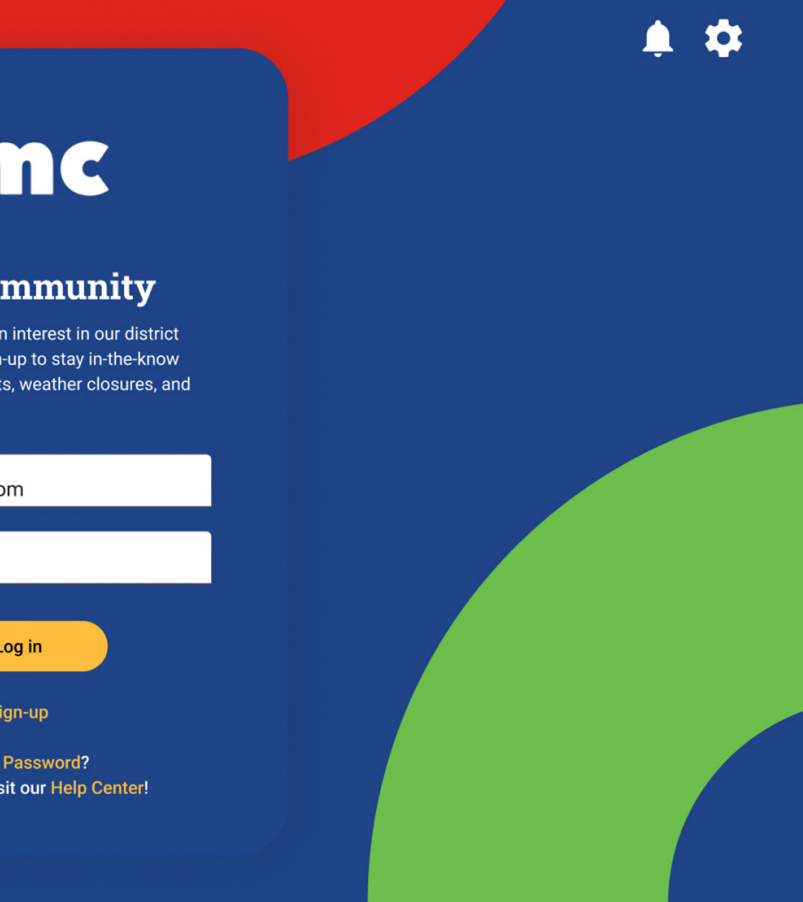 mc
mmunity
n interest in our district
-up to stay in-the-know
ts, weather closures, and
om
Log in
ign-up
Password?
sit our Help Center!